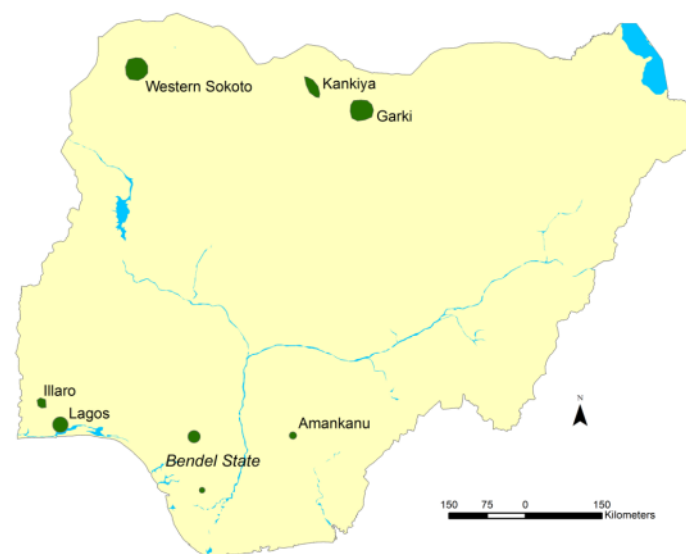 Western Sokoto
Kankiya
Garki
Illaro
Lagos
Amankanu
Bendel State
N
150 75 0 150
Kilometers